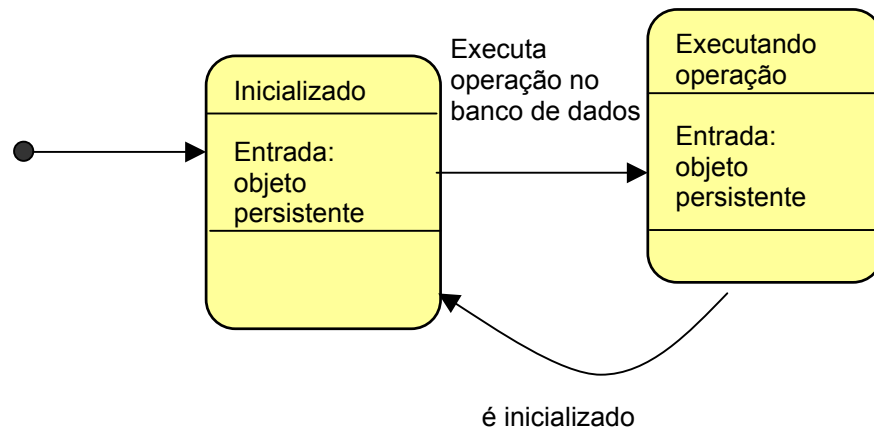 Inicializado
Entrada:
objeto
persistente
Executa
operação no
banco de dados
Executando
operação
Entrada:
objeto
persistente
é inicializado